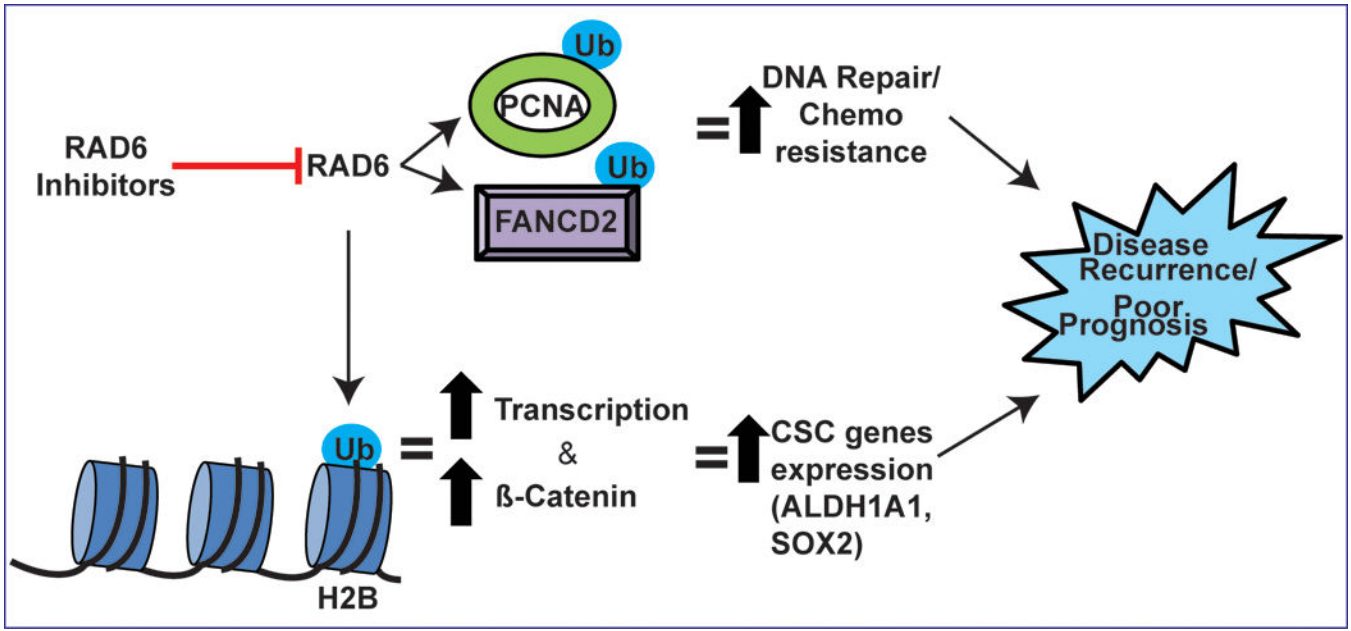 RAD6
Inhibitors
RAD6
Ub
PCNA
Ub
FANCD2
=
DNA Repair/
Chemo
resistance
Disease
Recurrence/
Poor
Prognosis
Ub
H2B
=
Transcription
&
ß-Catenin
=
CSC genes
expression
(ALDH1A1,
SOX2)